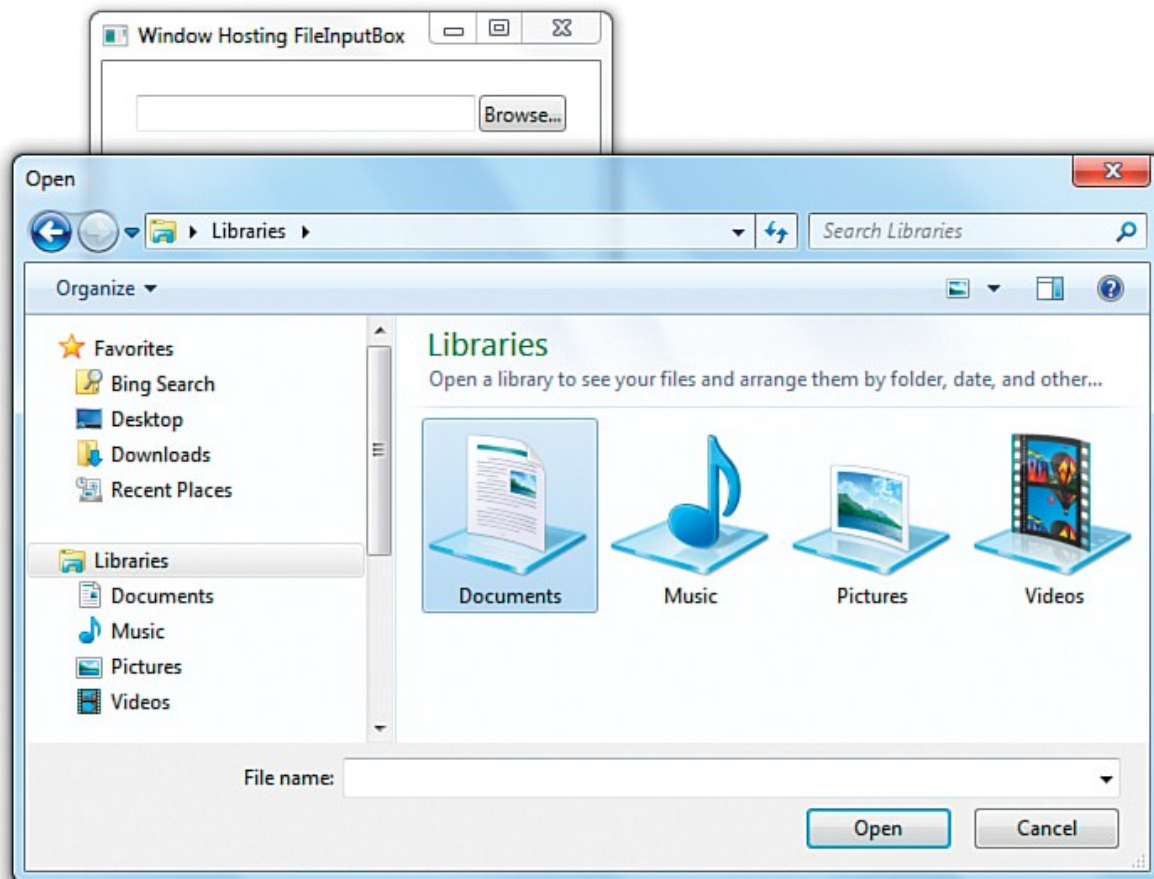 Window Hosting FileInputBox
Browse...
Open
Libraries
Search Libraries
Organize
Favorites
Bing Search
Desktop
Downloads
Recent Places
Libraries
Documents
Music
Pictures
Videos
Libraries
Open a library to see your files and arrange them by folder, date, and other...
Documents Music Pictures Videos
File name:
Open Cancel